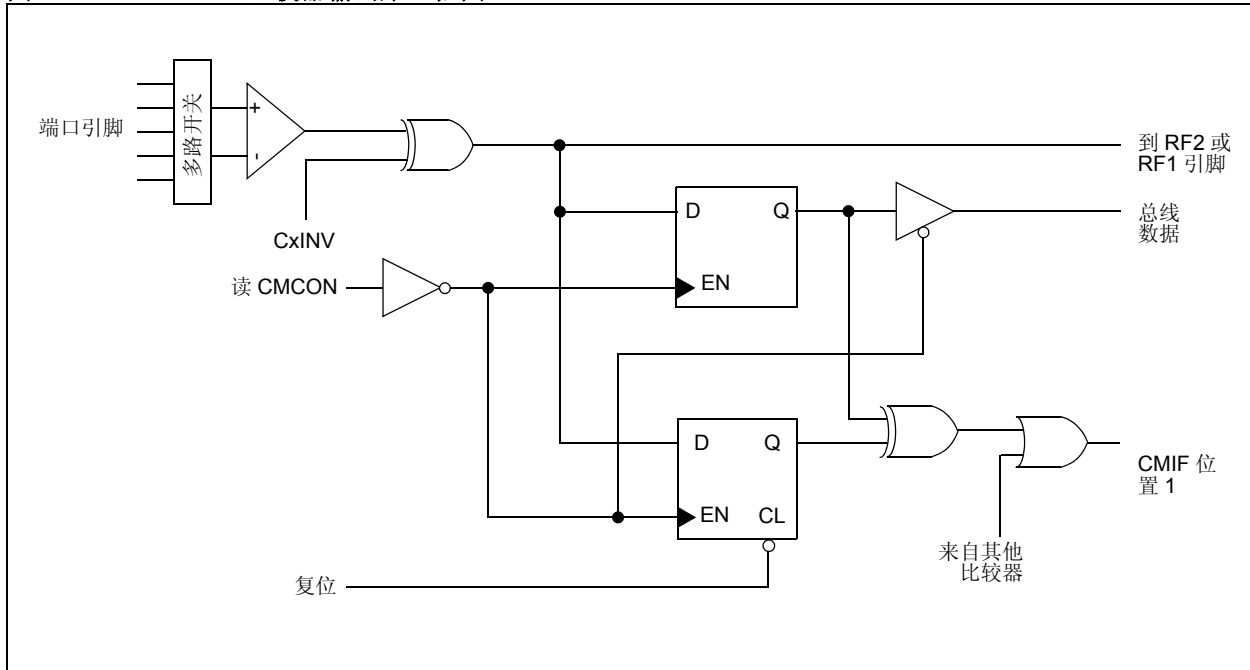 端口引脚
多路开关
+
-
CxINV
到 RF2 或
RF1 引脚
D
Q
总线
数据
读 CMCON
EN
D
Q
EN
CL
CMIF 位
置 1
来自其他
比较器
复位